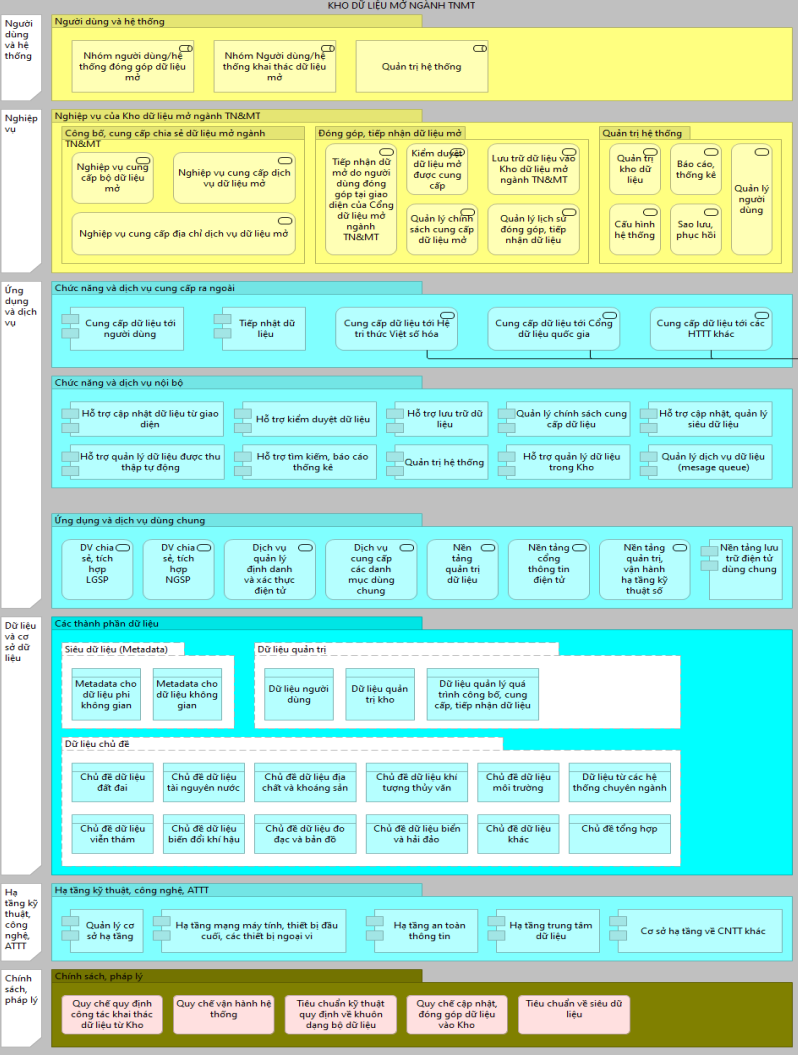 KHO DỮ LIỆU MỞ NGÀNH TNMT
Người
dùng
và hệ
thống
Người dùng và hệ thống
Nhóm người dùng/hệ
thống đóng góp dữ liệu
mở
Nhóm Người dùng/hệ
thống khai thác dữ liệu
mở
Quản trị hệ thống
Nghiệp
vụ
Nghiệp vụ của Kho dữ liệu mở ngành TN&MT
Công bố, cung cấp chia sẻ dữ liệu mở ngành
TN&MT
Nghiệp vụ cung
cấp bộ dữ liệu
mở
Nghiệp vụ cung cấp dịch
vụ dữ liệu mở
Nghiệp vụ cung cấp địa chỉ dịch vụ dữ liệu mở
Đóng góp, tiếp nhận dữ liệu mở
Tiếp nhận dữ
mở do người
dùng đóng
góp tại giao
diện của Cổng
dữ liệu mở
ngành
TN&MT
Kiểm duyệt
dữ liệu mở
được cung
cấp
Lưu trữ dữ liệu vào
Kho dữ liệu mở
ngành TN&MT
Quản lý chính
sách cung cấp
dữ liệu mở
Quản lý lịch sử
đóng góp, tiếp
nhận dữ liệu
Quản trị hệ thống
Quản trị
kho dữ
liệu
Báo cáo,
thống kê
Quản lý
người
dùng
Cấu hình
hệ thống
Sao lưu,
phục hồi
Ứng
dụng
và dịch
vụ
Chức năng và dịch vụ cung cấp ra ngoài
Cung cấp dữ liệu tới
người dùng
Tiếp nhật dữ
liệu
Cung cấp dữ liệu tới Hệ
tri thức Việt số hóa
Cung cấp dữ liệu tới Cổng
dữ liệu quốc gia
Cung cấp dữ liệu tới các
HTTT khác
Chức năng và dịch vụ nội bộ
Hỗ trợ cập nhật dữ liệu từ giao
diện
Hỗ trợ kiểm duyệt dữ liệu
Hỗ trợ lưu trữ dữ
liệu
Quản lý chính sách cung
cấp dữ liệu
Hỗ trợ cập nhật, quản lý
siêu dữ liệu
Hỗ trợ quản lý dữ liệu được thu
thập tự động
Hỗ trợ tìm kiếm, báo cáo
thống kê
Quản trị hệ thống
Hỗ trợ quản lý dữ liệu
trong Kho
Quản lý dịch vụ dữ liệu
(mesage queue)
Ứng dụng và dịch vụ dùng chung
DV chia
sẻ, tích
hợp
LGSP
DV chia
sẻ, tích
hợp
NGSP
Dịch vụ
quản lý
định danh
và xác thực
điện tử
Dịch vụ
cung cấp
các danh
mục dùng
chung
Nền
tảng
quản trị
dữ liệu
Nền tảng
cổng
thông tin
điện tử
Nền tảng
quản trị,
vận hành
hạ tầng kỹ
thuật số
Nền tảng lưu
trữ điện tử
dùng chung
Dữ liệu
và cơ
sở dữ
liệu
Các thành phần dữ liệu
Siêu dữ liệu (Metadata)
Metadata cho
dữ liệu phi
không gian
Metadata cho
dữ liệu không
gian
Dữ liệu quản trị
Dữ liệu người
dùng
Dữ liệu quản
trị kho
Dữ liệu quản lý quá
trình công bố, cung
cấp, tiếp nhận dữ liệu
Dữ liệu chủ đề
Chủ đề dữ liệu
đất đai
Chủ đề dữ liệu
tài nguyên nước
Chủ đề dữ liệu địa
chất và khoáng sản
Chủ đề dữ liệu khí
tượng thủy văn
Chủ đề dữ liệu
môi trường
Dữ liệu từ các hệ
thống chuyên ngành
Chủ đề dữ liệu
viễn thám
Chủ đề dữ liệu
biến đổi khí hậu
Chủ đề dữ liệu đo
đạc và bản đồ
Chủ đề dữ liệu biển
và hải đảo
Chủ đề dữ liệu
khác
Chủ đề tổng hợp
Hạ
tầng kỹ
thuật,
công
nghệ,
ATTT
Hạ tầng kỹ thuật, công nghệ, ATTT
Quản lý cơ
sở hạ tầng
Hạ tầng mạng máy tính, thiết bị đầu
cuối, các thiết bị ngoại vi
Hạ tầng an toàn
thông tin
Hạ tầng trung tâm
dữ liệu
Cơ sở hạ tầng về CNTT khác
Chính
sách,
pháp lý
Chính sách, pháp lý
Quy chế quy định
công tác khai thác
dữ liệu từ Kho
Quy chế vận hành hệ
thống
Tiêu chuẩn kỹ thuật
quy định về khuôn
dạng bộ dữ liệu
Quy chế cập nhật,
đóng góp dữ liệu
vào Kho
Tiêu chuẩn về siêu dữ
liệu